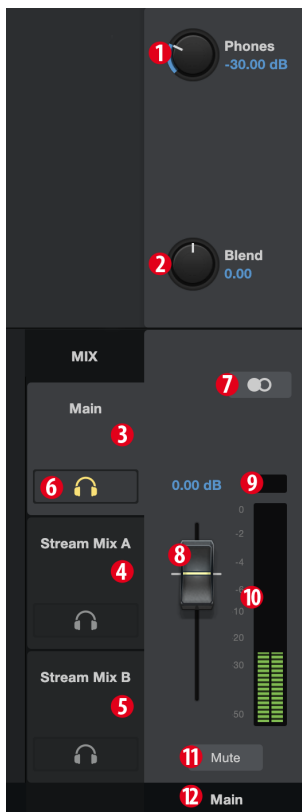 1
Phones
-30.00 dB
2
Blend
0.00
MIX
7
Main
3
6
0.00 dB
9
0
-2
8
-4
Stream Mix A
4
-6
10
10
20
30
Stream Mix B
5
50
11
Mute
12
Main